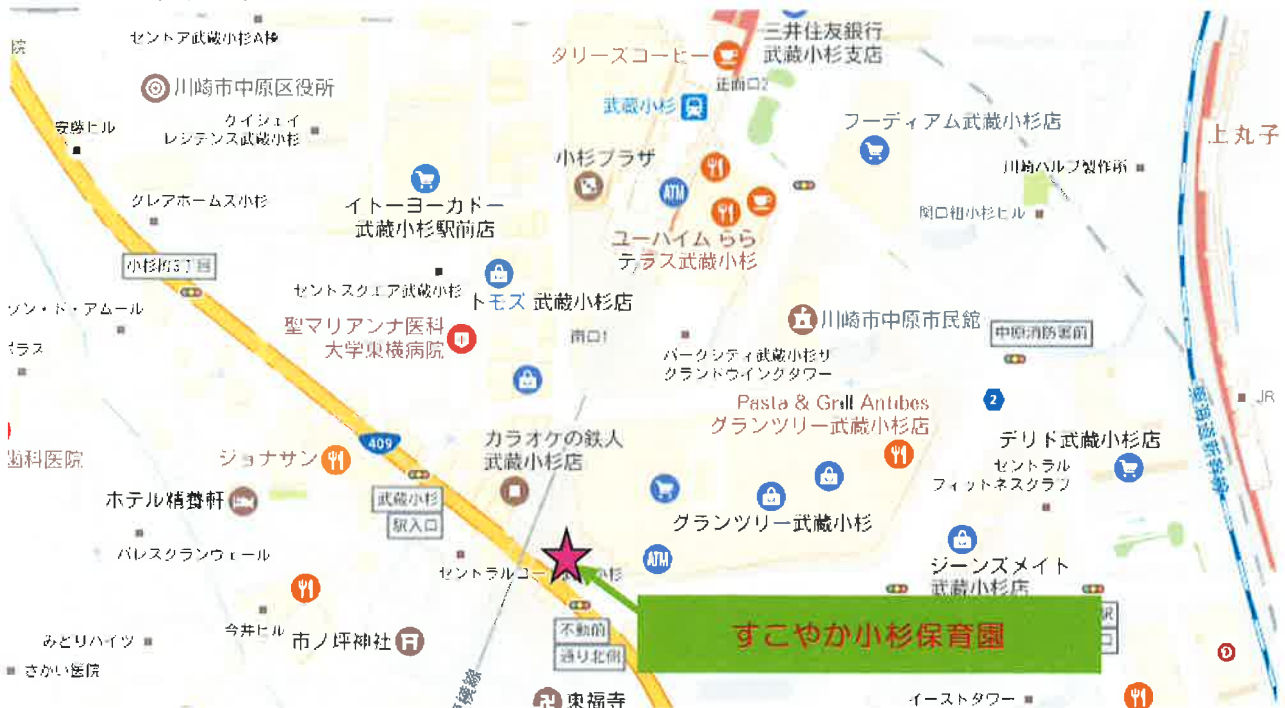 院
セントア武蔵小杉A棟
川崎市中原区役所
安藤ビル
ケイジェイ
レジデンス武蔵小杉
クレアホームズ小杉
タリーズコーヒー
三井住友銀行
武蔵小杉支店
正面口2
武蔵小杉
フーディアム武蔵小杉店
上丸子
小杉プラザ
ATM
川崎バルブ製作所
関口組小杉ビル
イトーヨーカドー
武蔵小杉駅前店
ユーハイム らら
テラス武蔵小杉
セントスクエア武蔵小杉
トモズ 武蔵小杉店
ソン・ド・アムール
聖マリアンナ医科
大学東横病院
南口1
川崎市中原市民館
中原消防署前
パークシティ武蔵小杉ザ
グランドウイングタワー
Pasta & Grill Antibes
グランツリー武蔵小杉店
2
JR
東海道新幹線
409
歯科医院
ジョナサン
カラオケの鉄人
武蔵小杉店
デリド武蔵小杉店
セントラル
フィットネスクラブ
ホテル精養軒
武蔵小杉
駅入口
グランツリー武蔵小杉
パレスグランウェール
ATM
ジーンズメイト
武蔵小杉店
今井ビル
市ノ坪神社
みどりハイツ
さかい医院
不動前
通り北側
すこやか小杉保育園
東福寺
イーストタワー